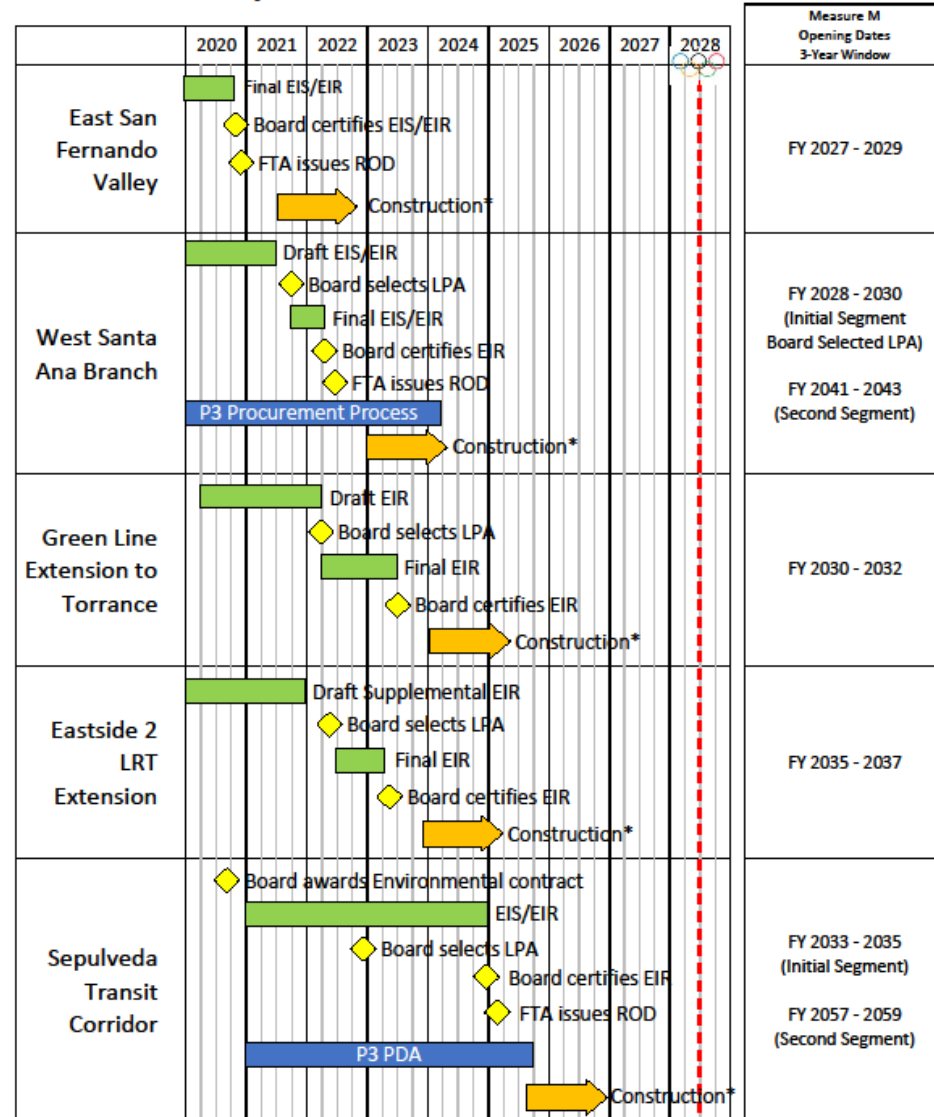 Measure M
Opening Dates
3-Year Window
2020 2021 2022 2023 2024 2025 2026 2027 2028
East San
Fernando
Valley
Final EIS/EIR
Board certifies EIS/EIR
FTA issues ROD
Construction*
FY 2027 - 2029
West Santa
Ana Branch
Draft EIS/EIR
Board selects LPA
Final EIS/EIR
Board certifies EIR
FTA issues ROD
P3 Procurement Process
Construction*
FY 2028 - 2030
(Initial Segment
Board Selected LPA)
FY 2041 - 2043
(Second Segment)
Green Line
Extension to
Torrance
Draft EIR
Board selects LPA
Final EIR
Board certifies EIR
Construction*
FY 2030 - 2032
Eastside 2
LRT
Extension
Draft Supplemental EIR
Board selects LPA
Final EIR
Board certifies EIR
Construction*
FY 2035 - 2037
Sepulveda
Transit
Corridor
Board awards Environmental contract
EIS/EIR
Board selects LPA
Board certifies EIR
FTA issues ROD
P3 PDA
Construction*
FY 2033 - 2035
(Initial Segment)
FY 2057 - 2059
(Second Segment)